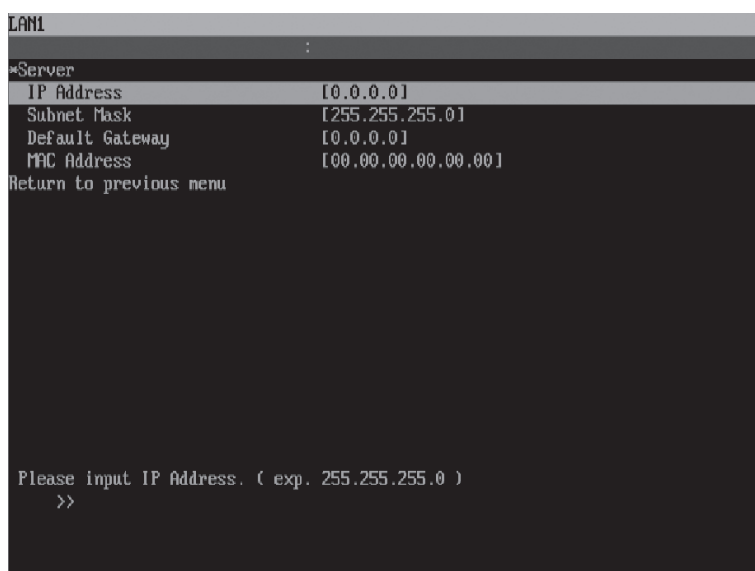 LAN1
:
*Server
IP Address [0.0.0.0]
Subnet Mask [255.255.255.0]
Default Gateway [0.0.0.0]
MAC Address [00.00.00.00.00.00]
Return to previous menu
Please input IP Address. ( exp. 255.255.255.0 )
>>